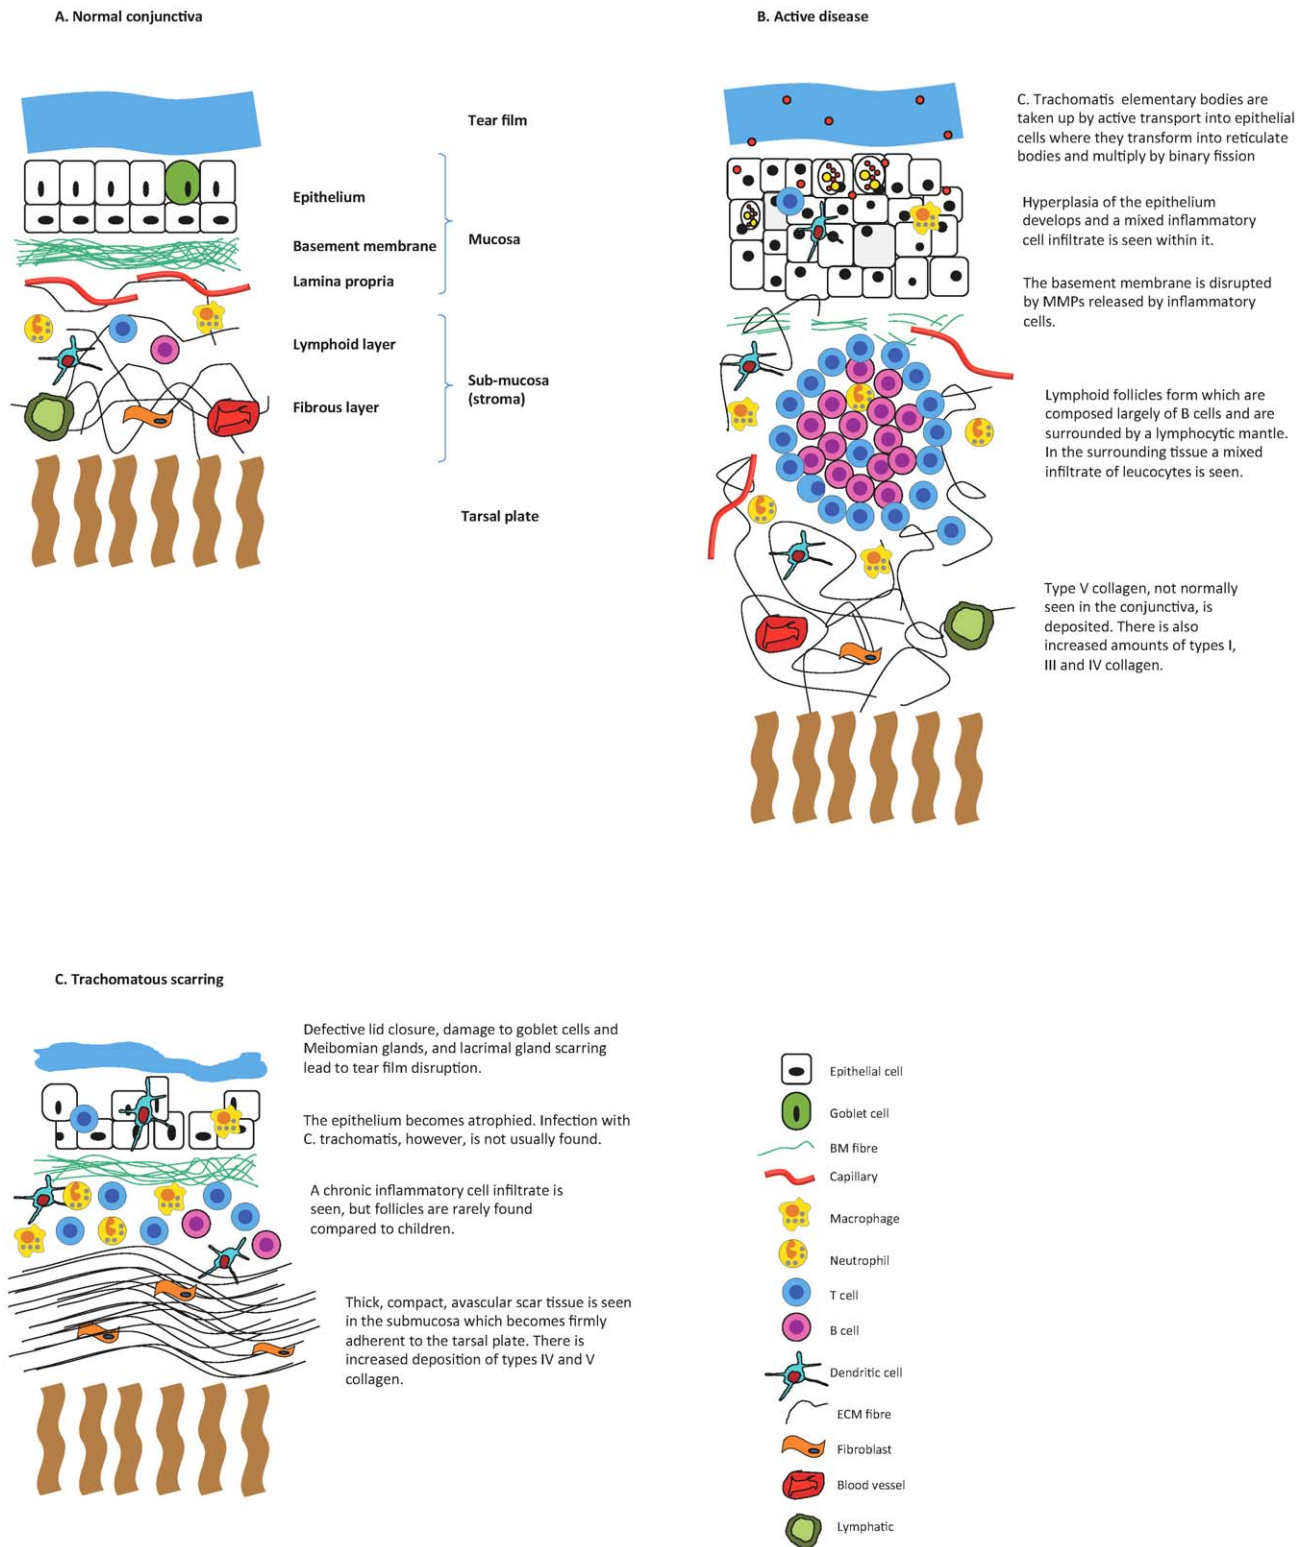 A. Normal conjunctiva
Tear film
Epithelium
Basement membrane
Mucosa
Lamina propria
Lymphoid layer
Sub-mucosa
(stroma)
Fibrous layer
Tarsal plate
B. Active disease
C. Trachomatis elementary bodies are
taken up by active transport into epithelial
cells where they transform into reticulate
bodies and multiply by binary fission
Hyperplasia of the epithelium
develops and a mixed inflammatory
cell infiltrate is seen within it.
The basement membrane is disrupted
by MMPs released by inflammatory
cells.
Lymphoid follicles form which are
composed largely of B cells and are
surrounded by a lymphocytic mantle.
In the surrounding tissue a mixed
infiltrate of leucocytes is seen.
Type V collagen, not normally
seen in the conjunctiva, is
deposited. There is also
increased amounts of types I,
III and IV collagen.
C. Trachomatous scarring
Defective lid closure, damage to goblet cells and
Meibomian glands, and lacrimal gland scarring
lead to tear film disruption.
The epithelium becomes atrophied. Infection with
C. trachomatis, however, is not usually found.
A chronic inflammatory cell infiltrate is
seen, but follicles are rarely found
compared to children.
Thick, compact, avascular scar tissue is seen
in the submucosa which becomes firmly
adherent to the tarsal plate. There is
increased deposition of types IV and V
collagen.
Epithelial cell
Goblet cell
BM fibre
Capillary
Macrophage
Neutrophil
T cell
B cell
Dendritic cell
ECM fibre
Fibroblast
Blood vessel
Lymphatic